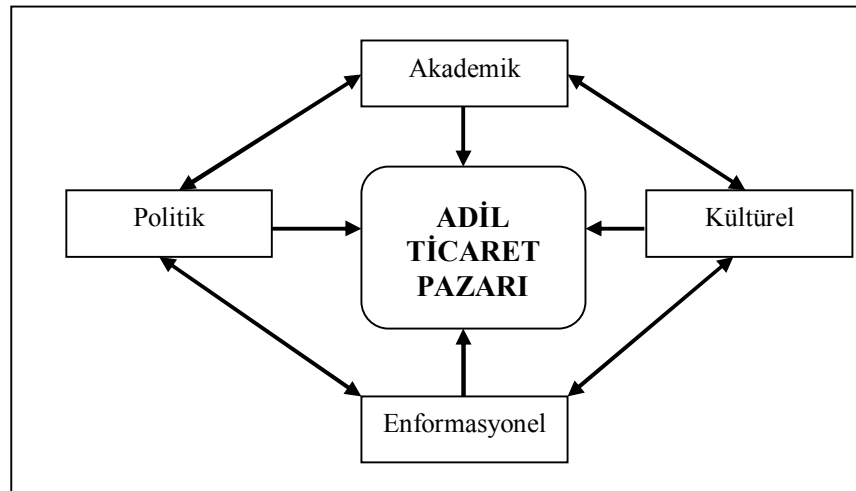 Akademik
Politik
ADİL
TİCARET
PAZARI
Kültürel
Enformasyonel